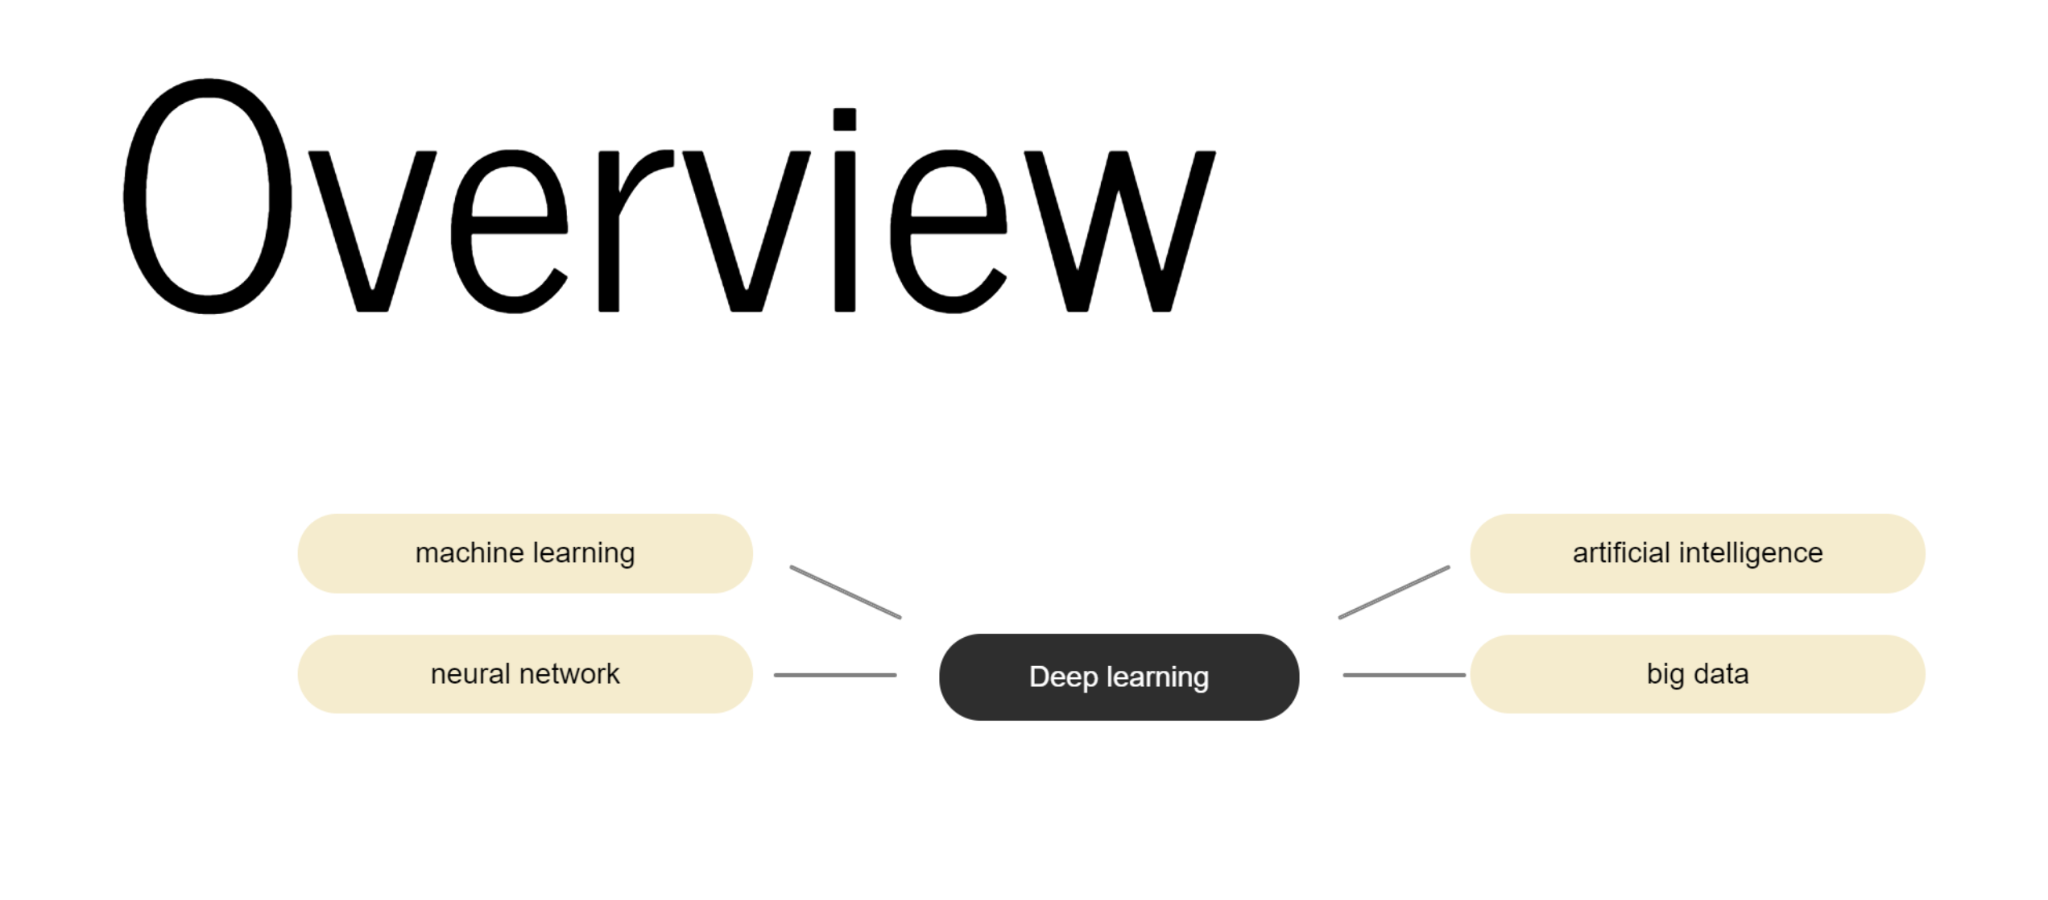 Overview
machine learning
artificial intelligence
neural network
Deep learning
big data